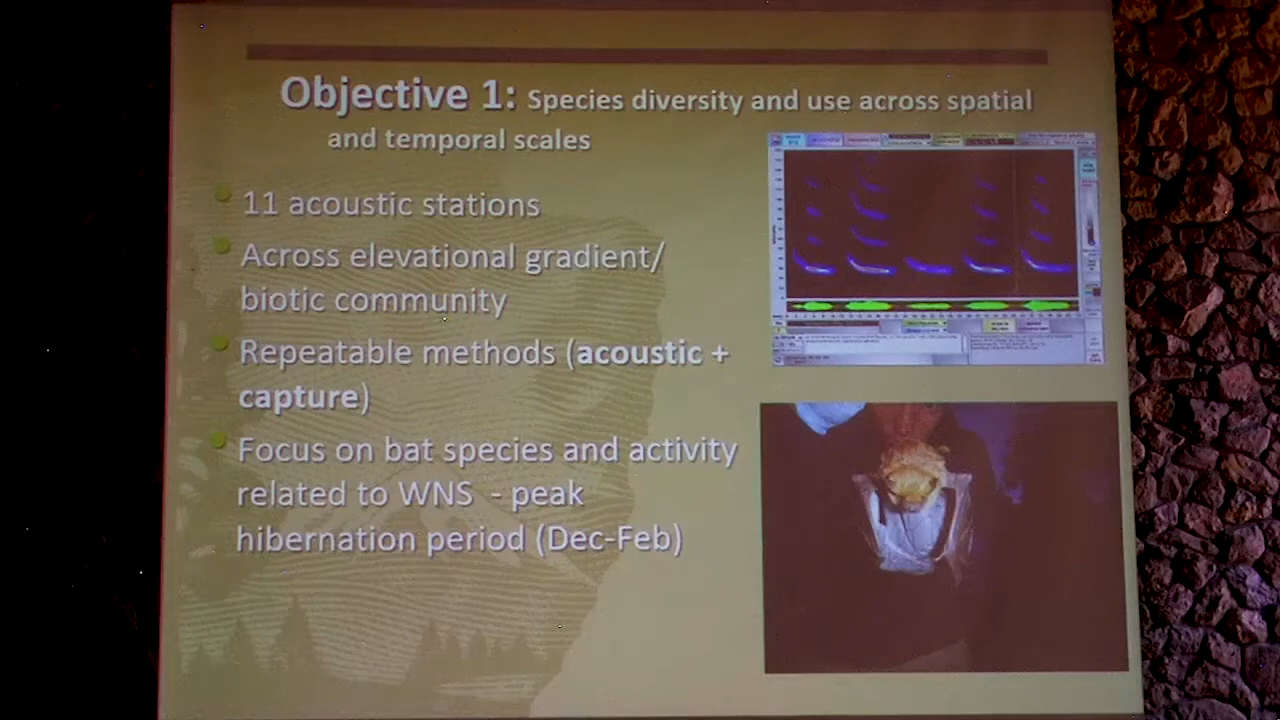 Objective 1: Species diversity and use across spatial
and temporal scales
11 acoustic stations
Across elevational gradient/
biotic community
Repeatable methods (acoustic +
capture)
Focus on bat species and activity
related to WNS - peak
hibernation period (Dec-Feb)